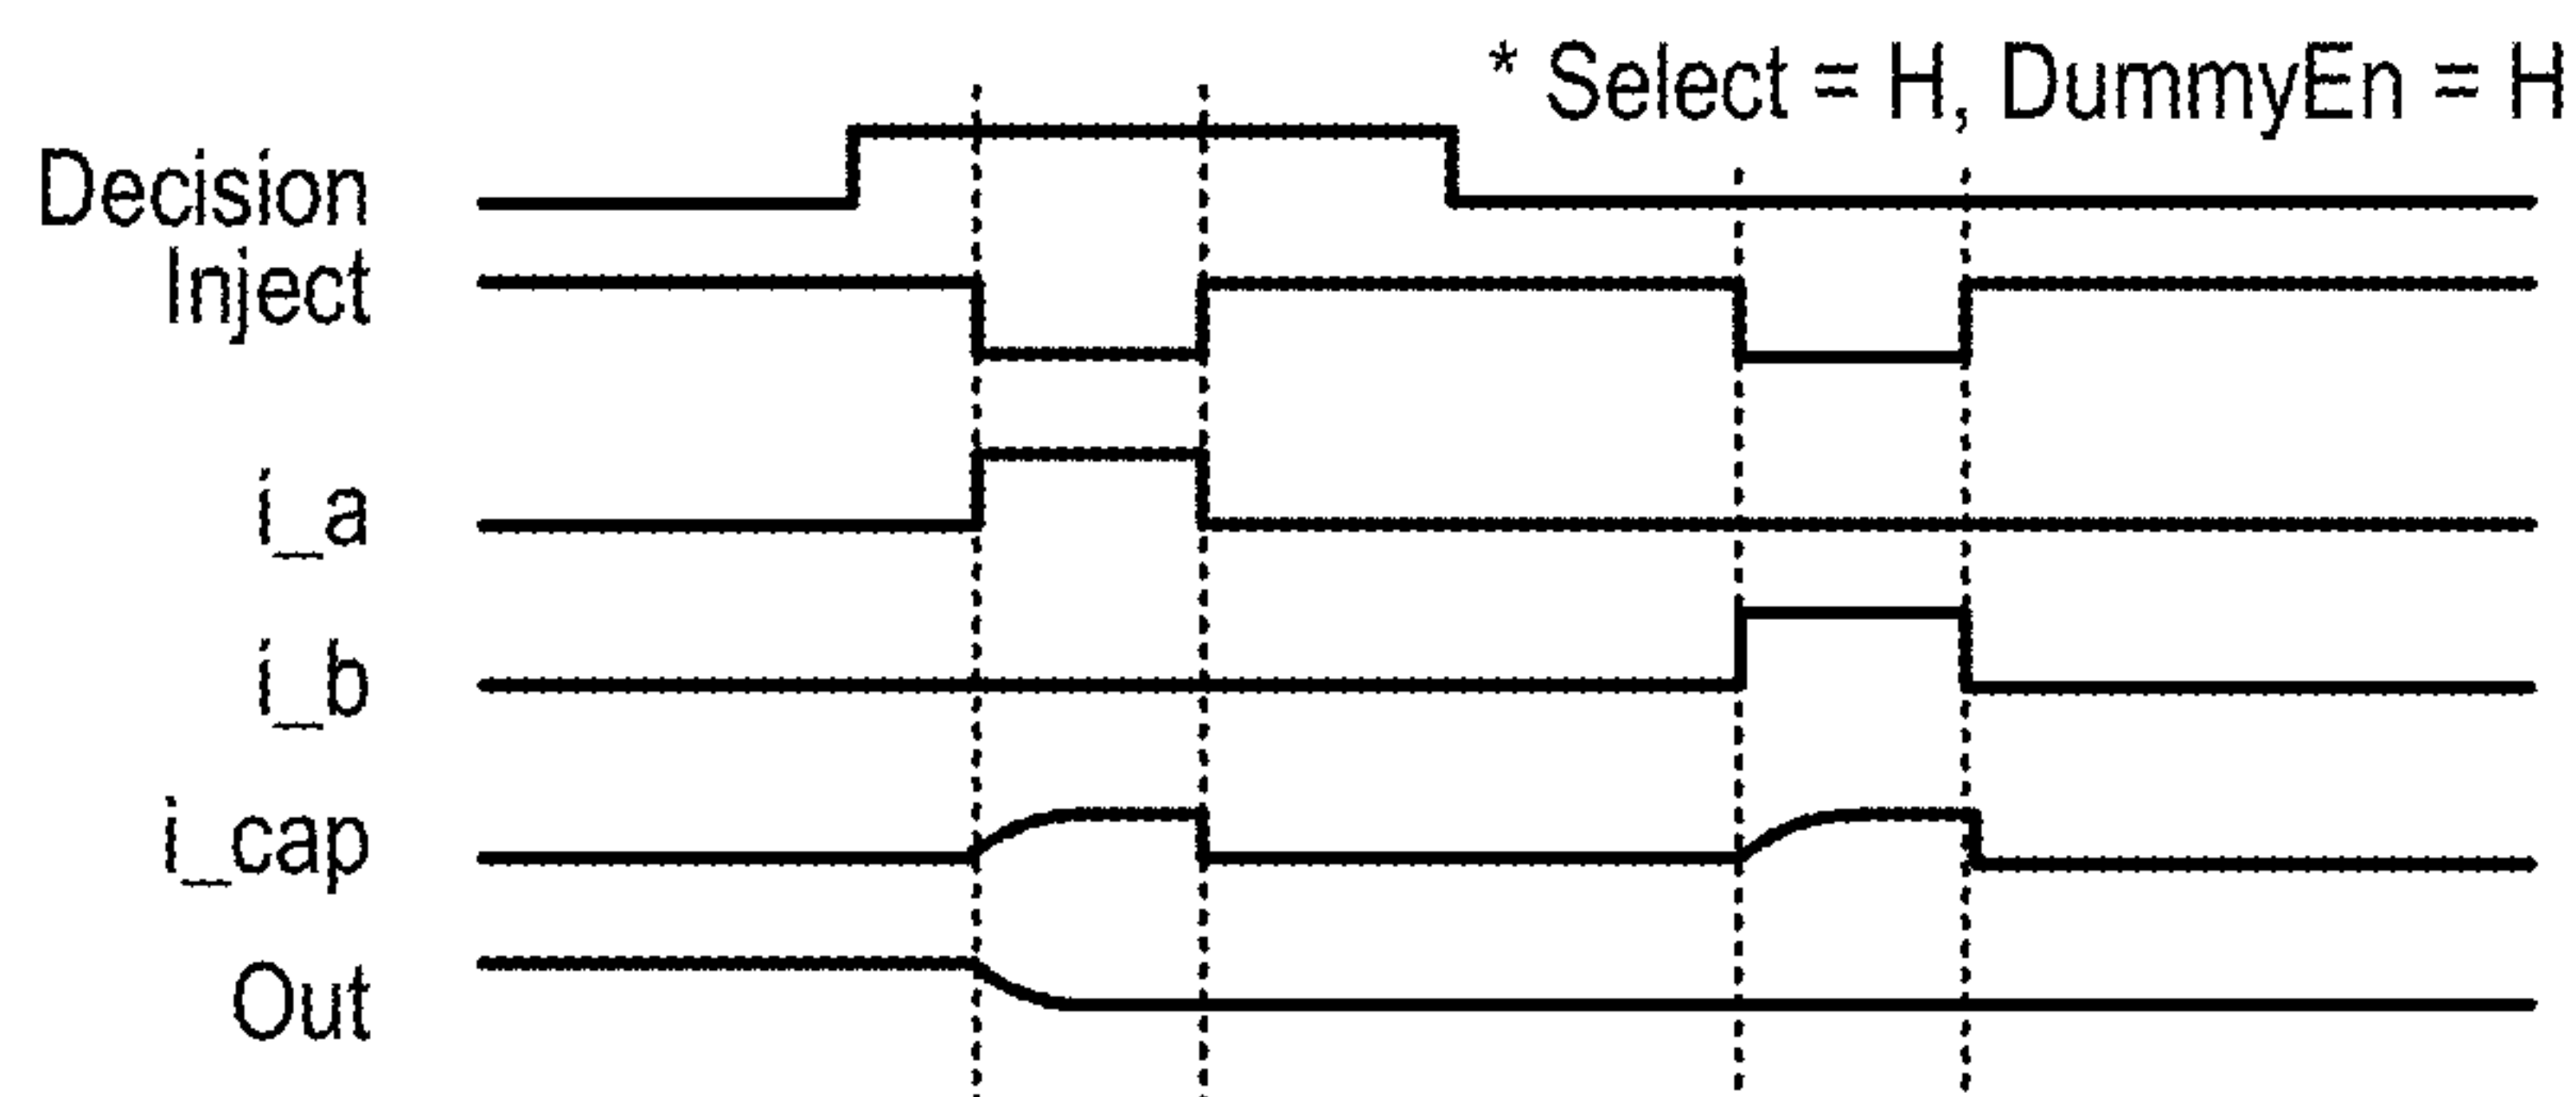 * Select = H, DummyEn = H
Decision
Inject
i_a
i_b
i_cap
Out